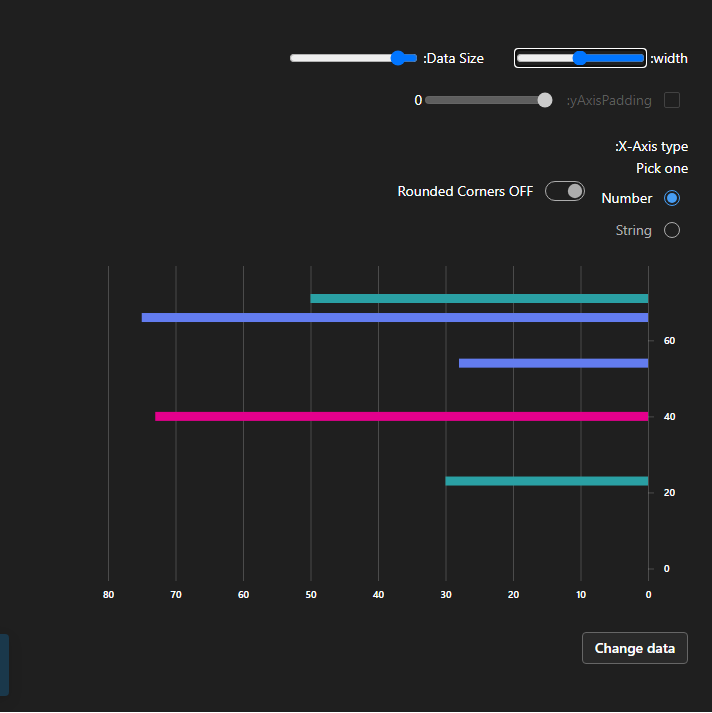 :width
:Data Size
:yAxisPadding
0
:X-Axis type
Pick one
Number
Rounded Corners OFF
String
60
40
20
0
80 70 60 50 40 30 20 10 0
Change data